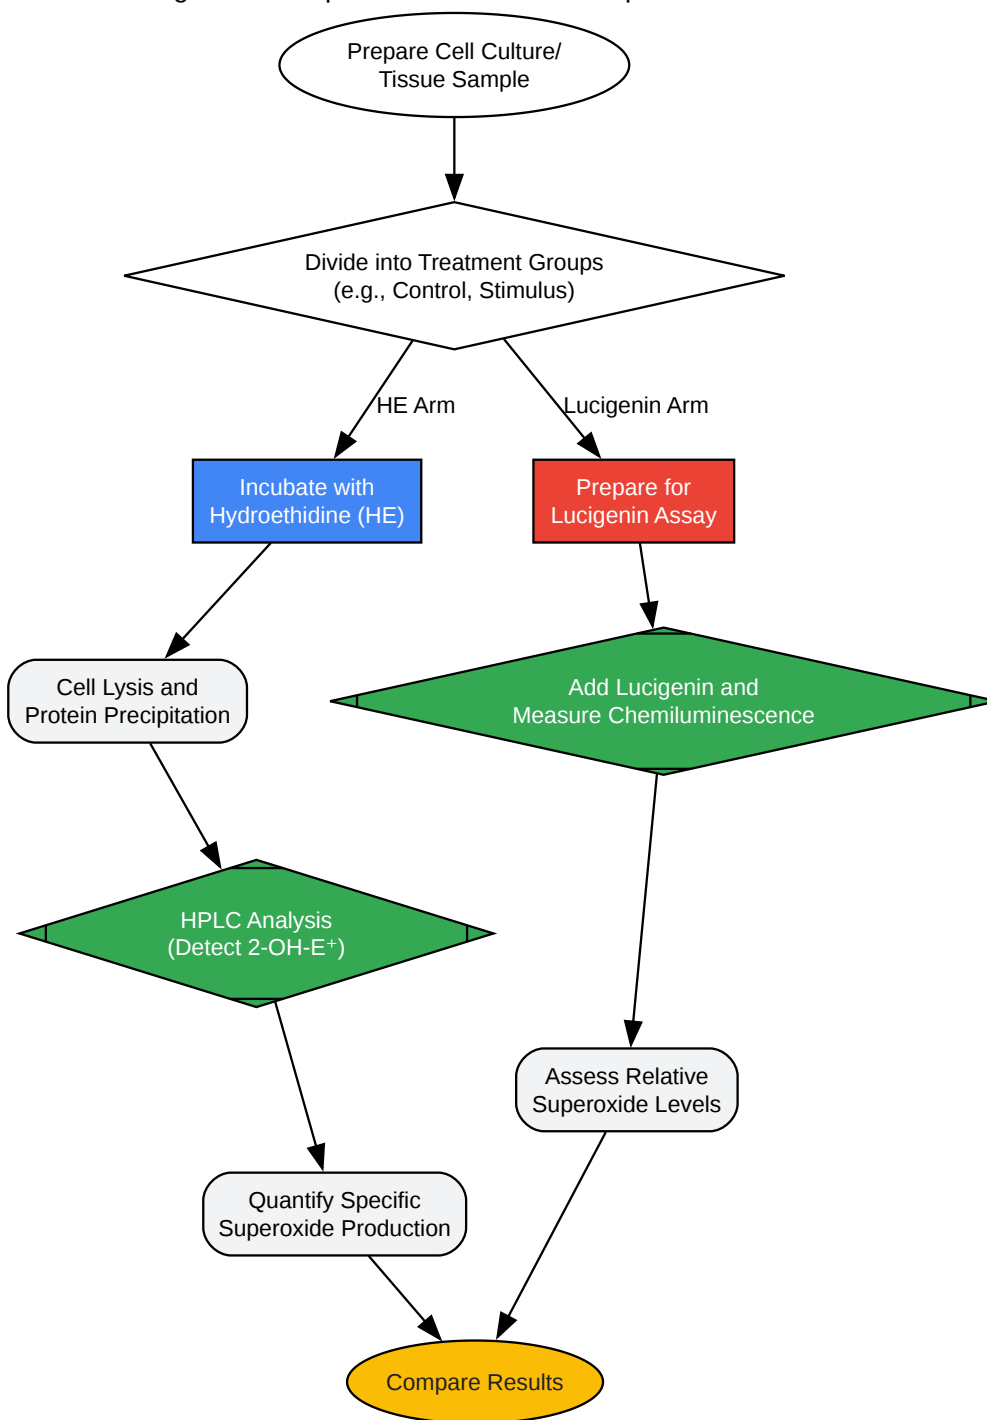 Prepare Cell Culture/
Tissue Sample
Divide into Treatment Groups
(e.g., Control, Stimulus)
HE Arm
Lucigenin Arm
Incubate with
Hydroethidine (HE)
Prepare for
Lucigenin Assay
Cell Lysis and
Protein Precipitation
Add Lucigenin and
Measure Chemiluminescence
HPLC Analysis
(Detect 2-OH-E⁺)
Assess Relative
Superoxide Levels
Quantify Specific
Superoxide Production
Compare Results